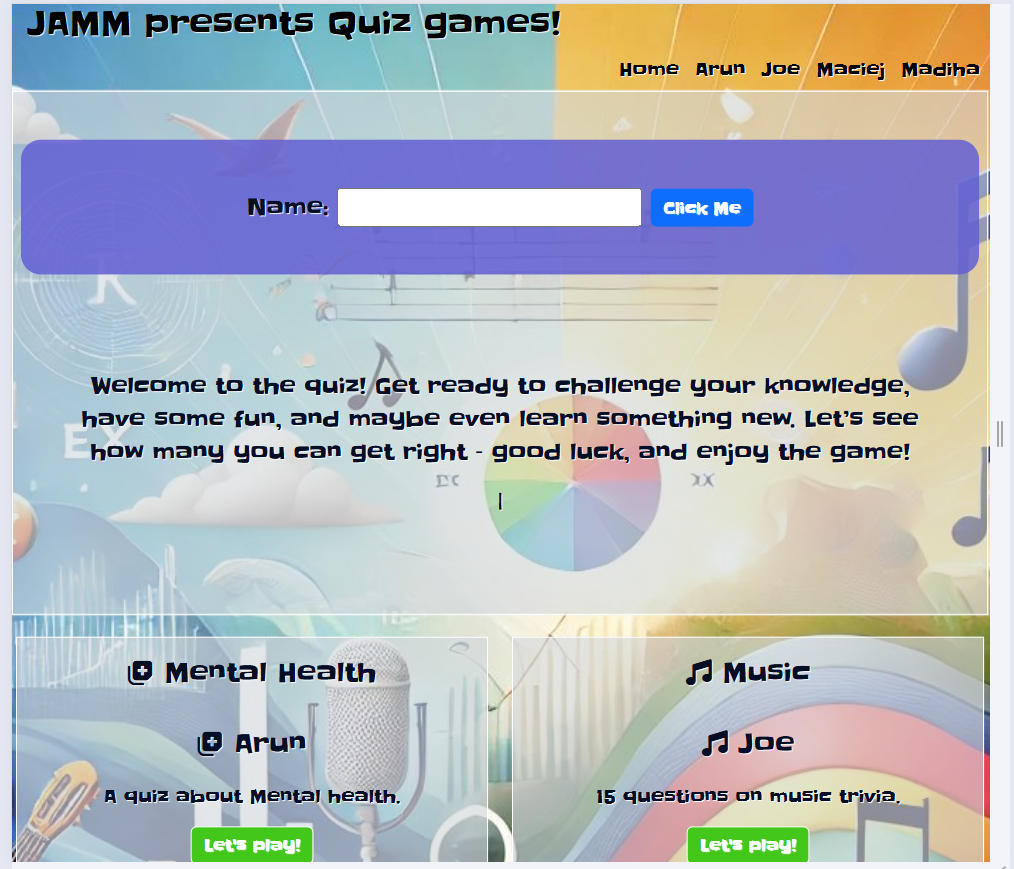 JAMM presents Quiz games!
Home Arun Joe Maciej Madiha
Name: Click Me
K
Welcome to the quiz! Get ready to challenge your knowledge,
have some fun, and maybe even learn something new. Let's see
how many you can get right - good luck, and enjoy the game!
EX
Mental Health
Arun
A quiz about Mental health.
Let's play!
Music
Joe
15 questions on music trivia.
Let's play!